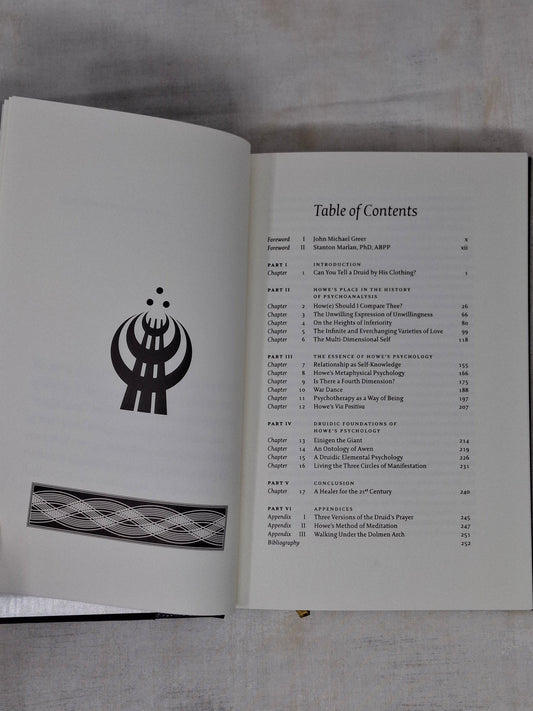 Table of Contents
Foreword I John Michael Greer x
Foreword II Stanton Marlan, PhD, ABPP xii
PART I INTRODUCTION
Chapter 1 Can You Tell a Druid by His Clothing? 1
PART II HOWE'S PLACE IN THE HISTORY
OF PSYCHOANALYSIS
Chapter 2 How(e) Should I Compare Thee? 26
Chapter 3 The Unwilling Expression of Unwillingness 66
Chapter 4 On the Heights of Inferiority 80
Chapter 5 The Infinite and Everchanging Varieties of Love 99
Chapter 6 The Multi-Dimensional Self 118
PART III THE ESSENCE OF HOWE'S PSYCHOLOGY
Chapter 7 Relationship as Self-Knowledge 155
Chapter 8 Howe's Metaphysical Psychology 166
Chapter 9 Is There a Fourth Dimension? 175
Chapter 10 War Dance 188
Chapter 11 Psychotherapy as a Way of Being 197
Chapter 12 Howe's Via Positiva 207
PART IV DRUIDIC FOUNDATIONS OF
HOWE'S PSYCHOLOGY
Chapter 13 Einigen the Giant 214
Chapter 14 An Ontology of Awen 219
Chapter 15 A Druidic Elemental Psychology 226
Chapter 16 Living the Three Circles of Manifestation 231
PART V CONCLUSION
Chapter 17 A Healer for the 21st Century 240
PART VI APPENDICES
Appendix I Three Versions of the Druid's Prayer 245
Appendix II Howe's Method of Meditation 247
Appendix III Walking Under the Dolmen Arch 251
Bibliography 252